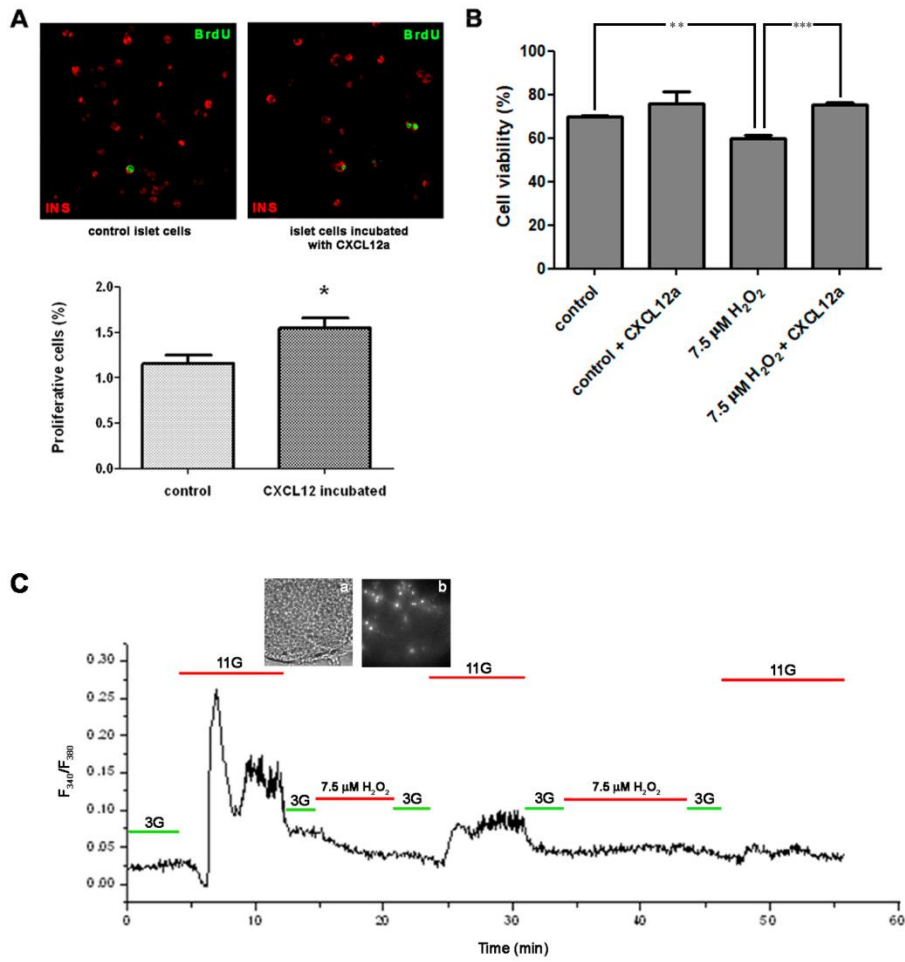 A
BrdU
BrdU
INS
INS
control islet cells
islet cells incubated
with CXCL12a
Proliferative cells (%)
2.0
1.5
1.0
0.5
0.0
*
control
CXCL12 incubated
B
** ***
Cell viability (%)
100
80
60
40
20
0
control
control + CXCL12a
7.5 µM H₂O₂
7.5 µM H₂O₂ + CXCL12a
C
a
b
F₃₄₀/F₃₈₀
0.30
0.25
0.20
0.15
0.10
0.05
0.00
3G
11G
3G
7.5 µM H₂O₂
3G
11G
3G
7.5 µM H₂O₂
3G
11G
0 10 20 30 40 50 60
Time (min)